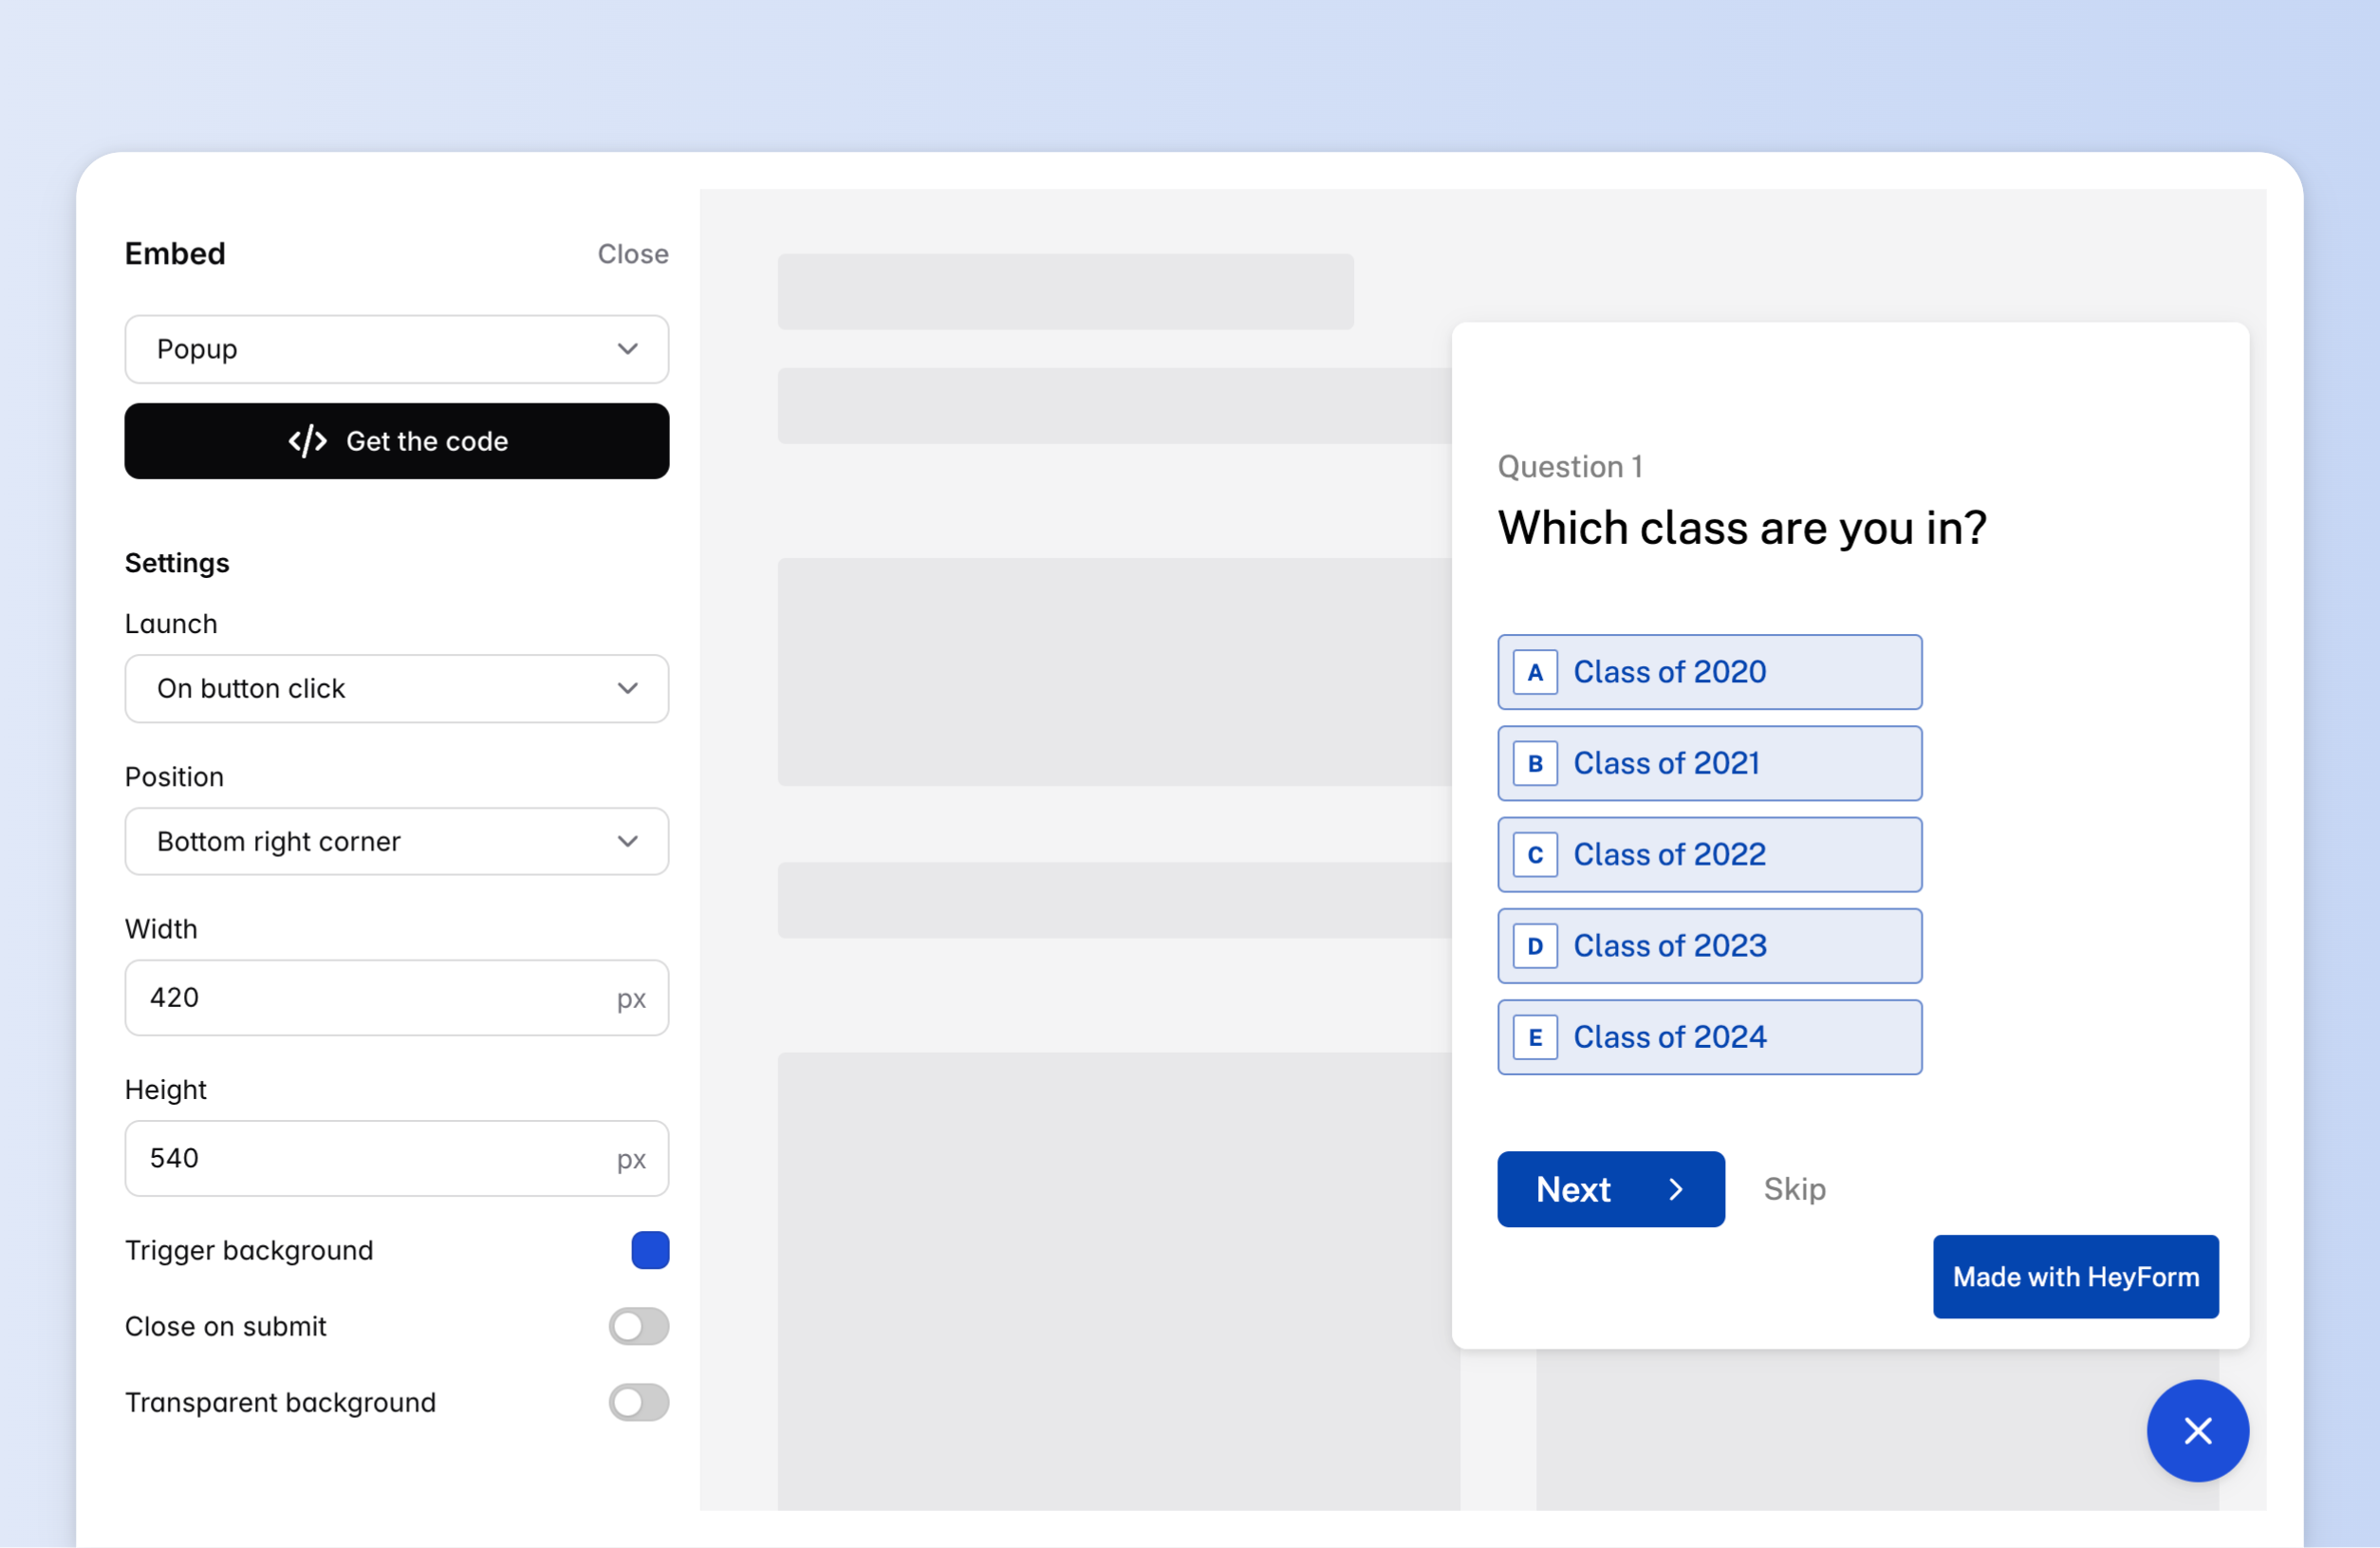 Embed
Close
Popup
</> Get the code
Settings
Launch
On button click
Position
Bottom right corner
Width
420 px
Height
540 px
Trigger background
Close on submit
Transparent background
Question 1
Which class are you in?
A Class of 2020
B Class of 2021
C Class of 2022
D Class of 2023
E Class of 2024
Next
Skip
Made with HeyForm